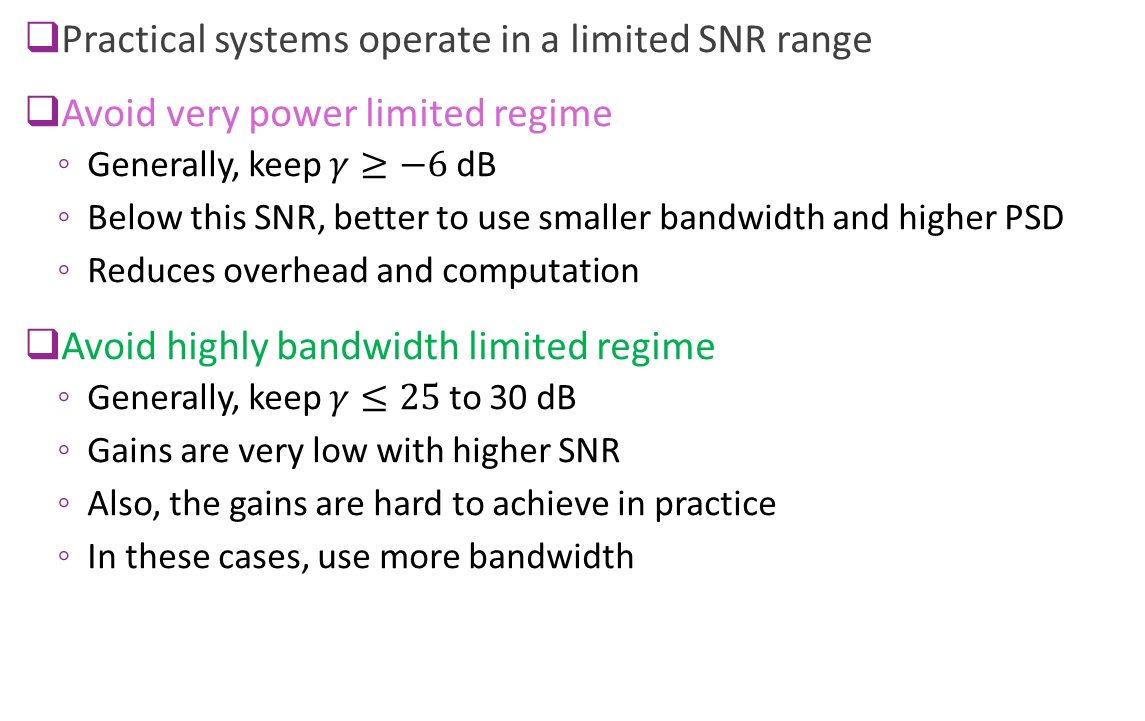 ❑Practical systems operate in a limited SNR range
❑Avoid very power limited regime
◦ Generally, keep 𝛾 ≥ −6 dB
◦ Below this SNR, better to use smaller bandwidth and higher PSD
◦ Reduces overhead and computation
❑Avoid highly bandwidth limited regime
◦ Generally, keep 𝛾 ≤ 25 to 30 dB
◦ Gains are very low with higher SNR
◦ Also, the gains are hard to achieve in practice
◦ In these cases, use more bandwidth